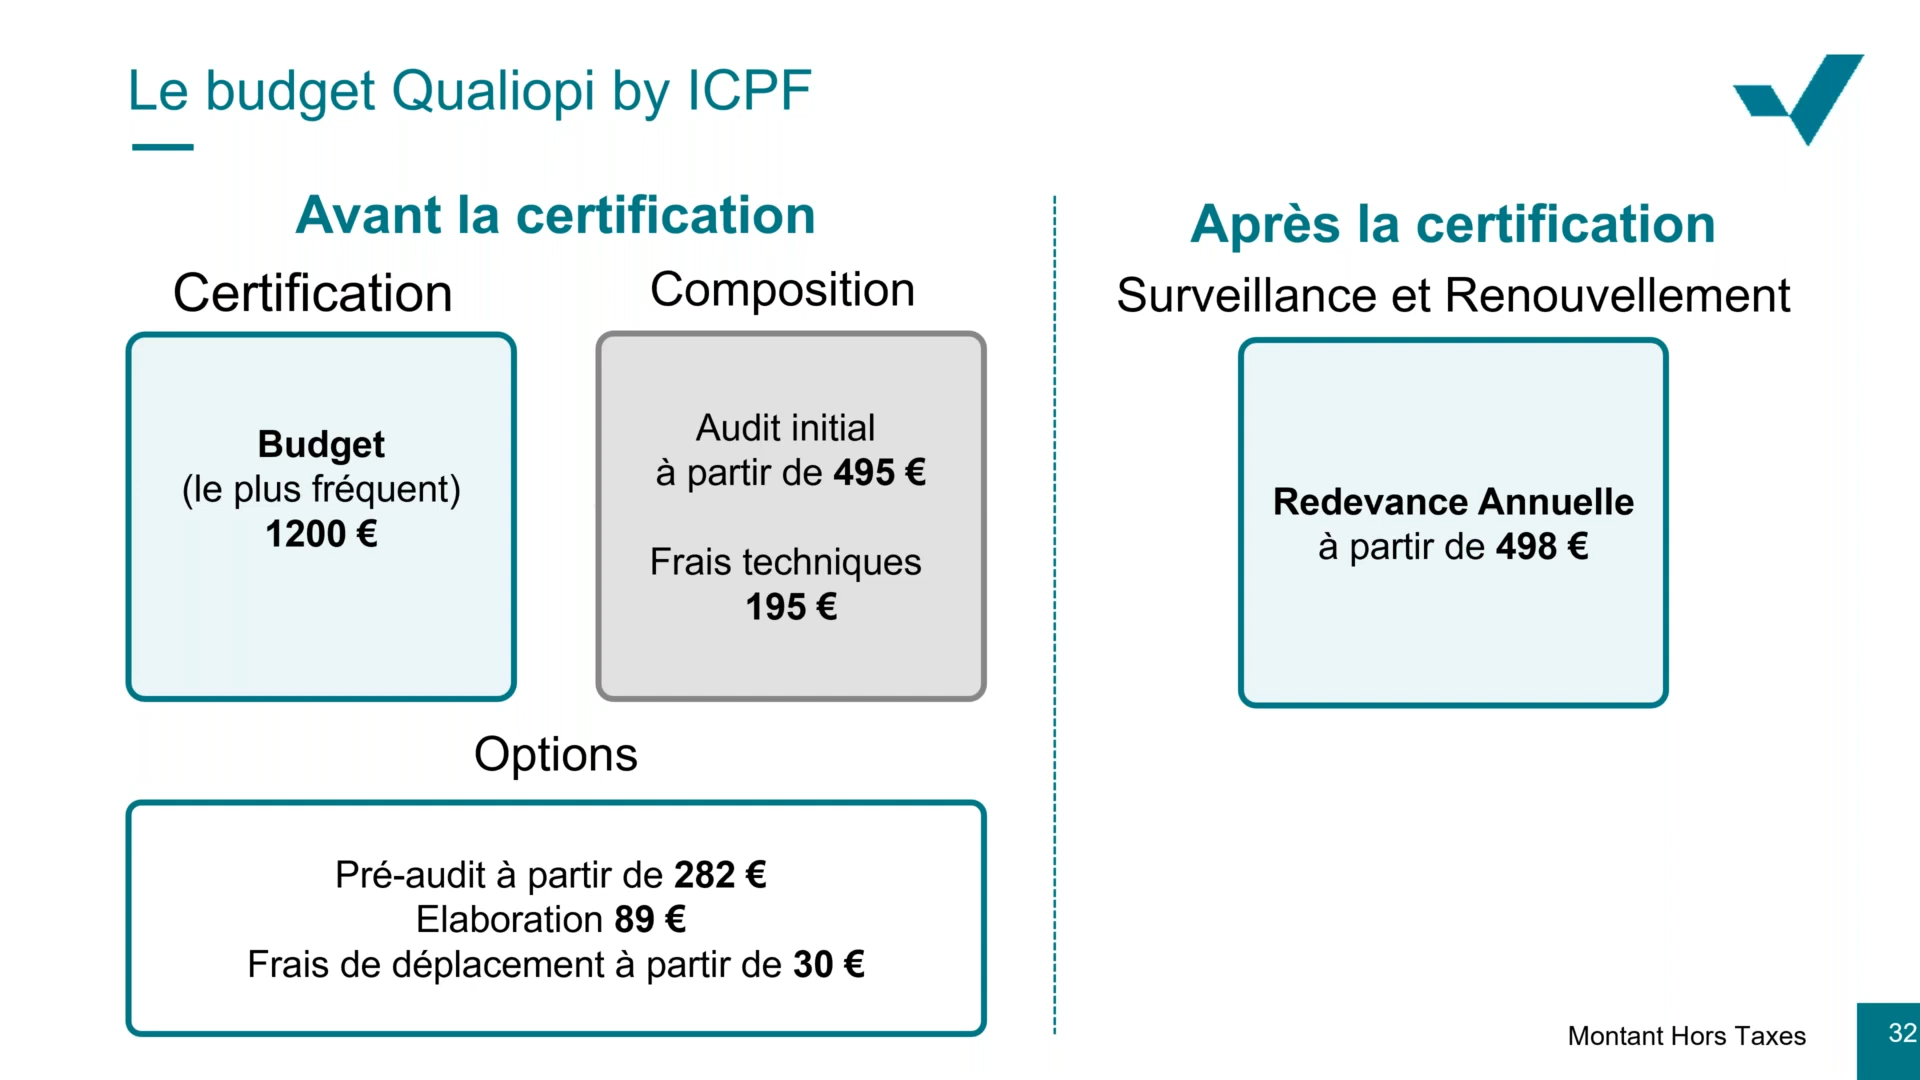 Le budget Qualiopi by ICPF
Avant la certification
Certification
Budget
(le plus fréquent)
1200 €
Composition
Audit initial
à partir de 495 €
Frais techniques
195 €
Options
Pré-audit à partir de 282 €
Elaboration 89 €
Frais de déplacement à partir de 30 €
Après la certification
Surveillance et Renouvellement
Redevance Annuelle
à partir de 498 €
Montant Hors Taxes
32